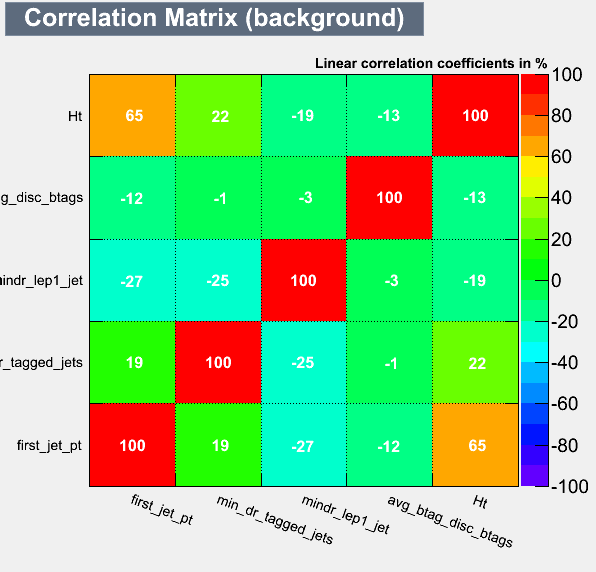 Correlation Matrix (background)
Linear correlation coefficients in %
Ht 65 22 -19 -13 100
g_disc_btags -12 -1 -3 100 -13
mindr_lep1_jet -27 -25 100 -3 -19
r_tagged_jets 19 100 -25 -1 22
first_jet_pt 100 19 -27 -12 65
100
80
60
40
20
0
-20
-40
-60
-80
-100
first_jet_pt min_dr_tagged_jets mindr_lep1_jet avg_btag_disc_btags Ht